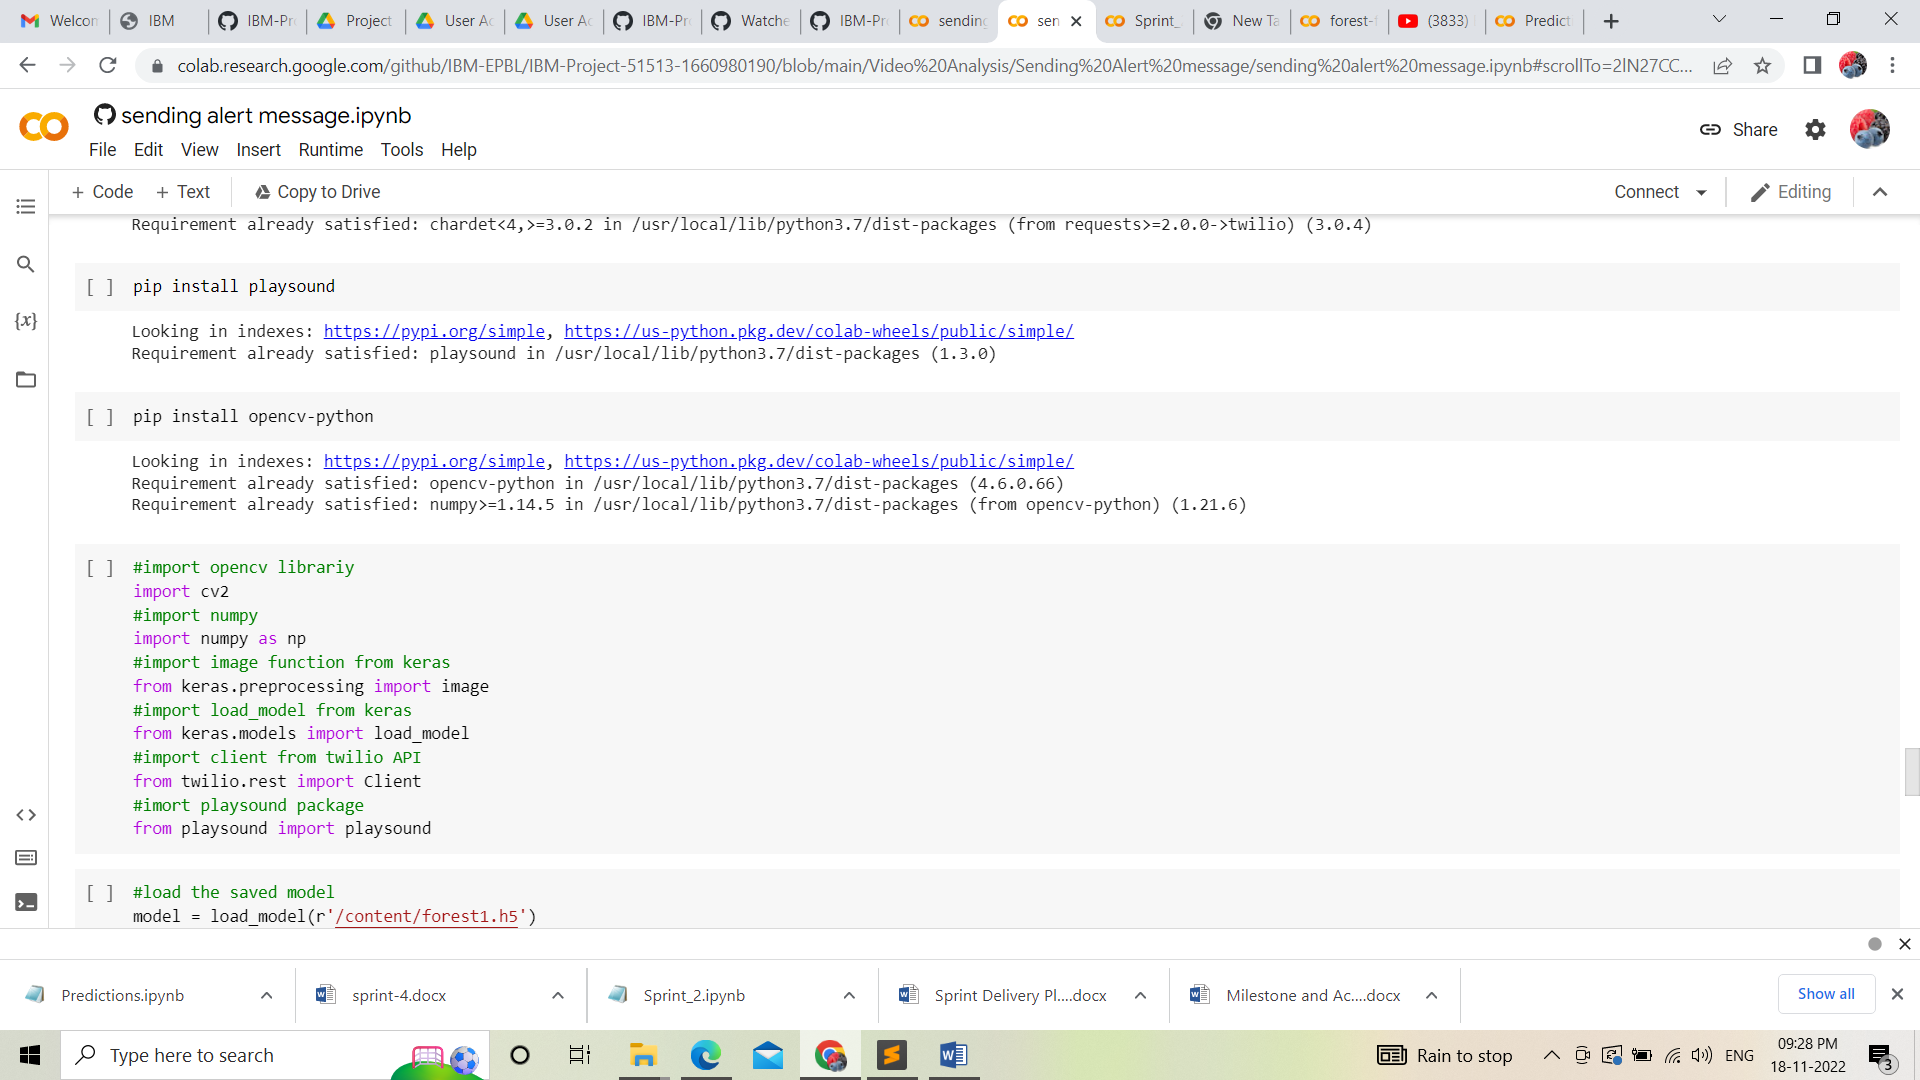 Welcon
IBM
IBM-Pr
Project
User Ac
User Ac
IBM-Pr
Watche
IBM-Pr
sending
sen
Sprint_
New Ta
forest-f
(3833)
Predict
colab.research.google.com/github/IBM-EPBL/IBM-Project-51513-1660980190/blob/main/Video%20Analysis/Sending%20Alert%20message/sending%20alert%20message.ipynb#scrollTo=2lN27CC...
sending alert message.ipynb
File Edit View Insert Runtime Tools Help
Share
+ Code + Text Copy to Drive
Connect Editing
Requirement already satisfied: chardet<4,>=3.0.2 in /usr/local/lib/python3.7/dist-packages (from requests>=2.0.0->twilio) (3.0.4)
[ ] pip install playsound
Looking in indexes: https://pypi.org/simple, https://us-python.pkg.dev/colab-wheels/public/simple/
Requirement already satisfied: playsound in /usr/local/lib/python3.7/dist-packages (1.3.0)
[ ] pip install opencv-python
Looking in indexes: https://pypi.org/simple, https://us-python.pkg.dev/colab-wheels/public/simple/
Requirement already satisfied: opencv-python in /usr/local/lib/python3.7/dist-packages (4.6.0.66)
Requirement already satisfied: numpy>=1.14.5 in /usr/local/lib/python3.7/dist-packages (from opencv-python) (1.21.6)
[ ] #import opencv librariy
import cv2
#import numpy
import numpy as np
#import image function from keras
from keras.preprocessing import image
#import load_model from keras
from keras.models import load_model
#import client from twilio API
from twilio.rest import Client
#imort playsound package
from playsound import playsound
[ ] #load the saved model
model = load_model(r'/content/forest1.h5')
Predictions.ipynb
sprint-4.docx
Sprint_2.ipynb
Sprint Delivery Pl....docx
Milestone and Ac....docx
Show all
Type here to search
Rain to stop
ENG
09:28 PM
18-11-2022
3